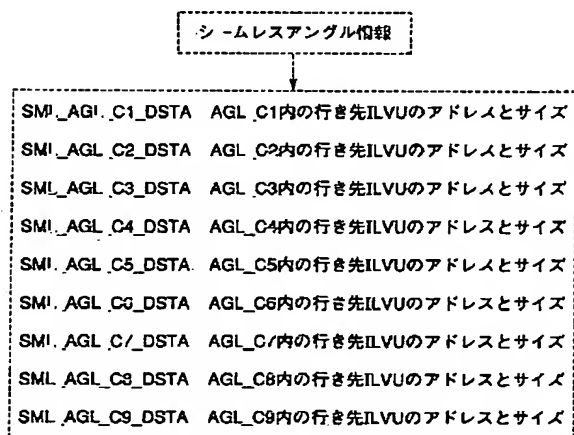 シームレスアングル情報
SML_AGL_C1_DSTA AGL_C1内の行き先ILVUのアドレスとサイズ
SML_AGL_C2_DSTA AGL_C2内の行き先ILVUのアドレスとサイズ
SML_AGL_C3_DSTA AGL_C3内の行き先ILVUのアドレスとサイズ
SML_AGL_C4_DSTA AGL_C4内の行き先ILVUのアドレスとサイズ
SML_AGL_C5_DSTA AGL_C5内の行き先ILVUのアドレスとサイズ
SML_AGL_C6_DSTA AGL_C6内の行き先ILVUのアドレスとサイズ
SML_AGL_C7_DSTA AGL_C7内の行き先ILVUのアドレスとサイズ
SML_AGL_C8_DSTA AGL_C8内の行き先ILVUのアドレスとサイズ
SML_AGL_C9_DSTA AGL_C9内の行き先ILVUのアドレスとサイズ